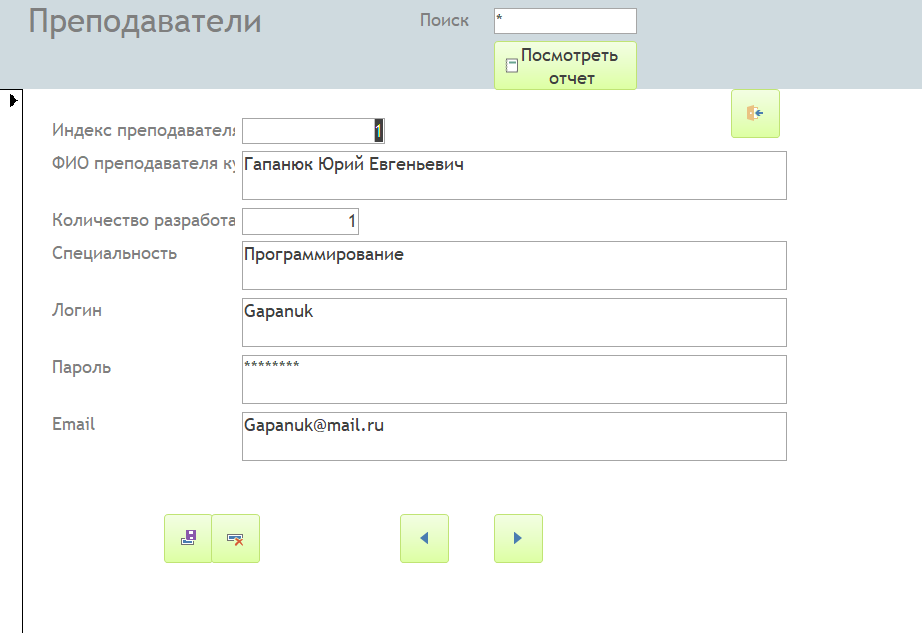 Преподаватели
Поиск
*
Посмотреть
отчет
Индекс преподавателя
1
ФИО преподавателя ку
Гапанюк Юрий Евгеньевич
Количество разработа
1
Специальность
Программирование
Логин
Gapanuk
Пароль
********
Email
Gapanuk@mail.ru